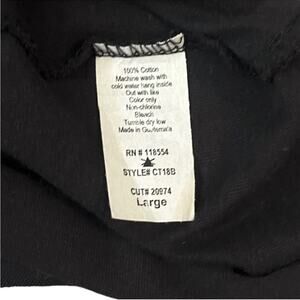 100% Cotton
Machine wash with
cold water hang inside
Out with like
Color only
Non-chlorine
Bleach
Tumble dry low
Made in Guatemala
RN # 118554
STYLE# CT18B
CUT# 20974
Large